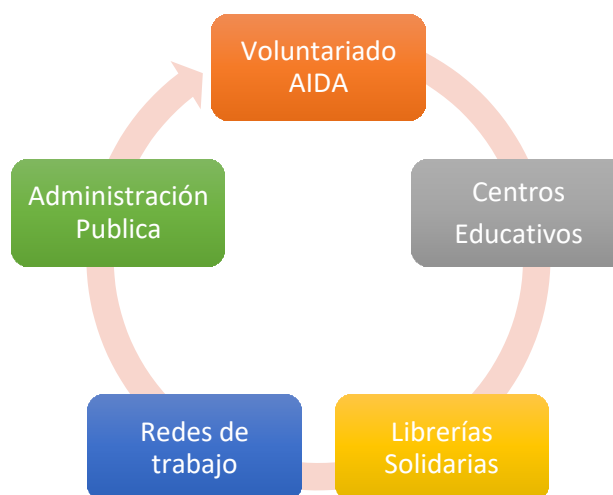 Voluntariado
AIDA
Centros
Educativos
Librerías
Solidarias
Redes de
trabajo
Administración
Publica